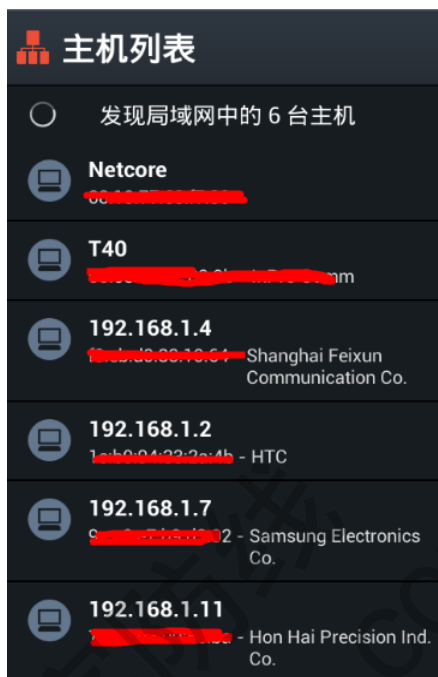 主机列表
发现局域网中的 6 台主机
Netcore
T40
192.168.1.4
Shanghai Feixun
Communication Co.
192.168.1.2
- HTC
192.168.1.7
- Samsung Electronics
Co.
192.168.1.11
- Hon Hai Precision Ind.
Co.